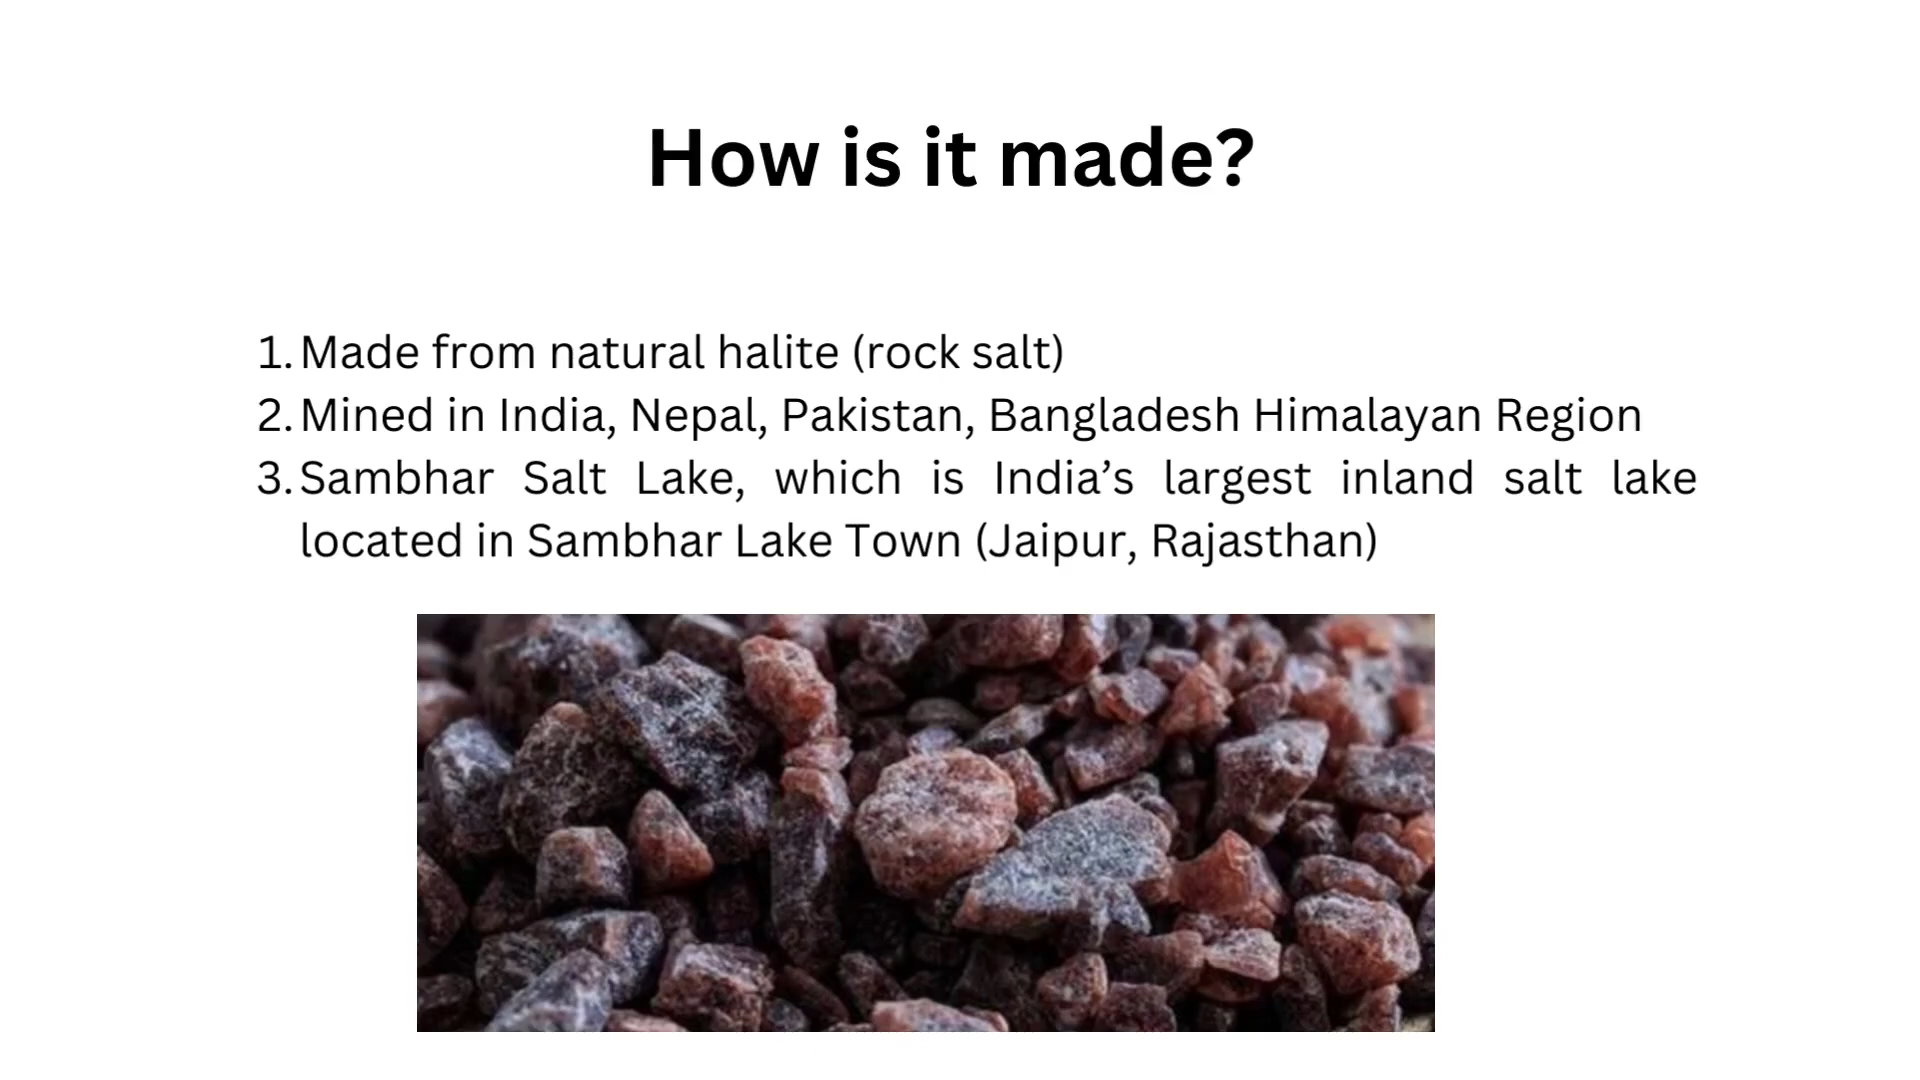 How is it made?
1. Made from natural halite (rock salt)
2. Mined in India, Nepal, Pakistan, Bangladesh Himalayan Region
3. Sambhar Salt Lake, which is India’s largest inland salt lake
located in Sambhar Lake Town (Jaipur, Rajasthan)